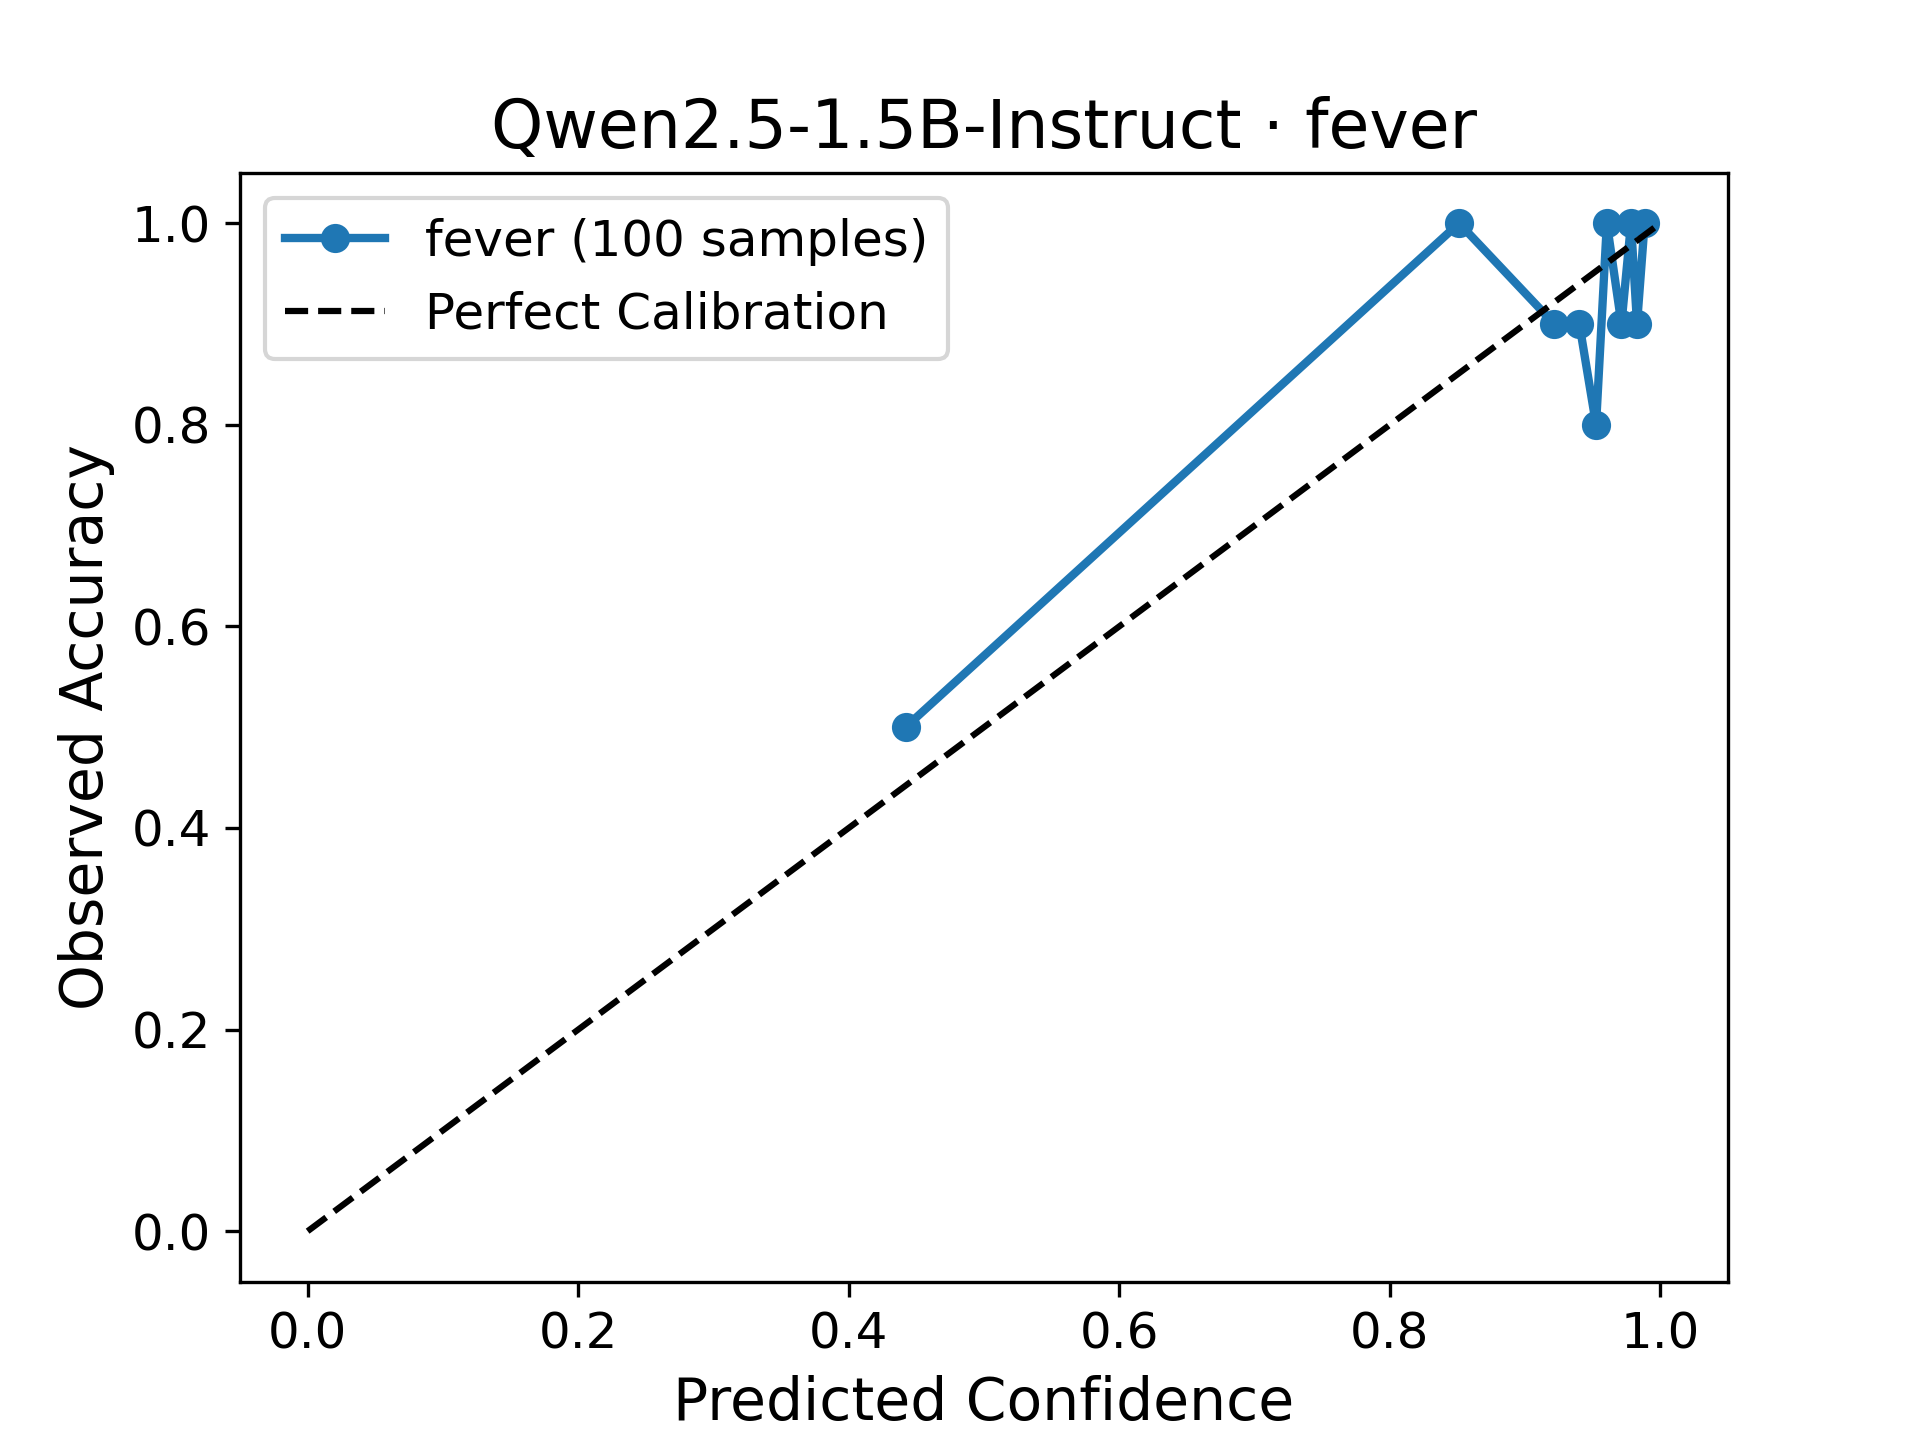 Qwen2.5-1.5B-Instruct · fever
fever (100 samples)
Perfect Calibration
1.0
0.8
0.6
0.4
0.2
0.0
Observed Accuracy
0.0 0.2 0.4 0.6 0.8 1.0
Predicted Confidence